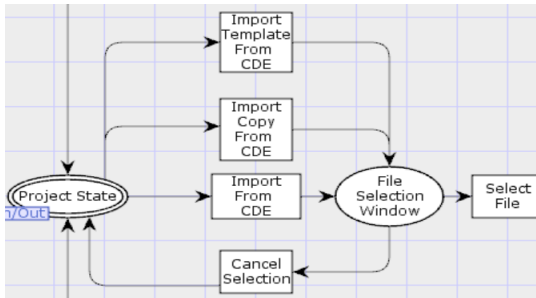 Import
Template
From
CDE
Import
Copy
From
CDE
Project State
n/Out
Import
From
CDE
File
Selection
Window
Select
File
Cancel
Selection